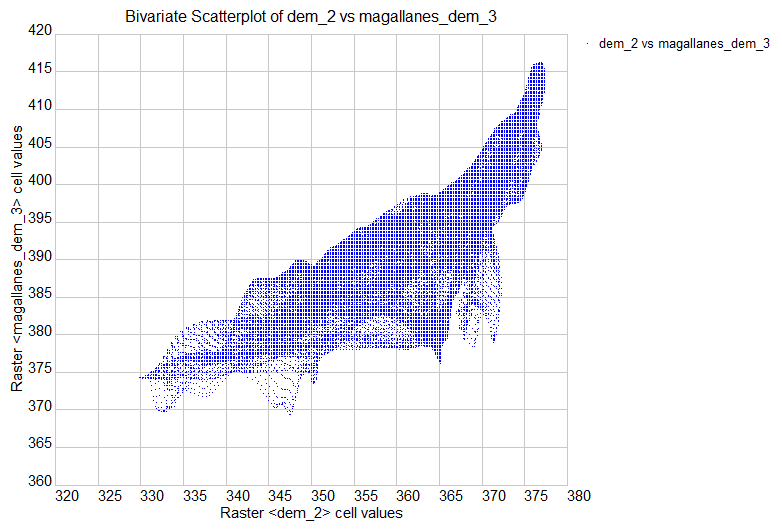 Bivariate Scatterplot of dem_2 vs magallanes_dem_3
dem_2 vs magallanes_dem_3
Raster <magallanes_dem_3> cell values
420
415
410
405
400
395
390
385
380
375
370
365
360
320 325 330 335 340 345 350 355 360 365 370 375 380
Raster <dem_2> cell values